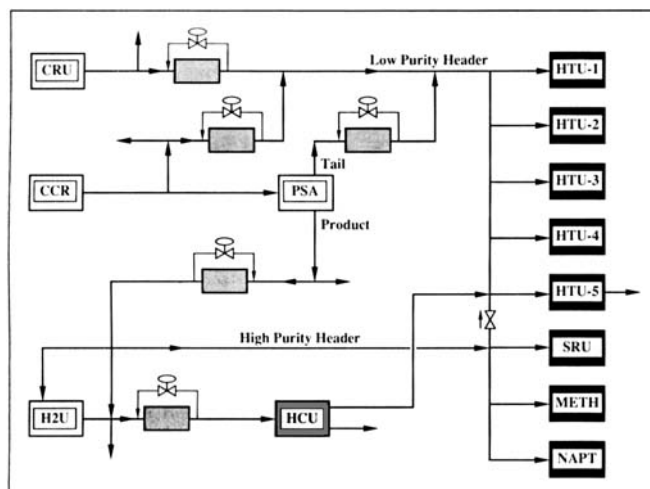 CRU
Low Purity Header
HTU-1
HTU-2
Tail
HTU-3
CCR
PSA
Product
HTU-4
HTU-5
High Purity Header
SRU
H2U
HCU
METH
NAPT